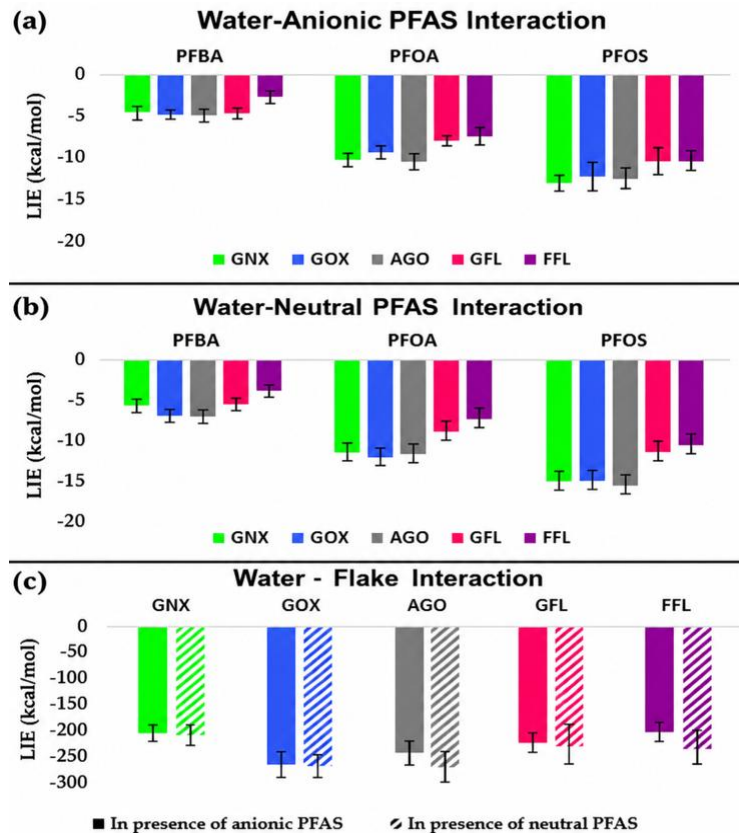 (a) Water-Anionic PFAS Interaction
PFBA PFOA PFOS
0
-5
-10
-15
-20
LIE (kcal/mol)
GNX GOX AGO GFL FFL
(b) Water-Neutral PFAS Interaction
PFBA PFOA PFOS
0
-5
-10
-15
-20
LIE (kcal/mol)
GNX GOX AGO GFL FFL
(c) Water - Flake Interaction
GNX GOX AGO GFL FFL
0
-50
-100
-150
-200
-250
-300
LIE (kcal/mol)
In presence of anionic PFAS In presence of neutral PFAS